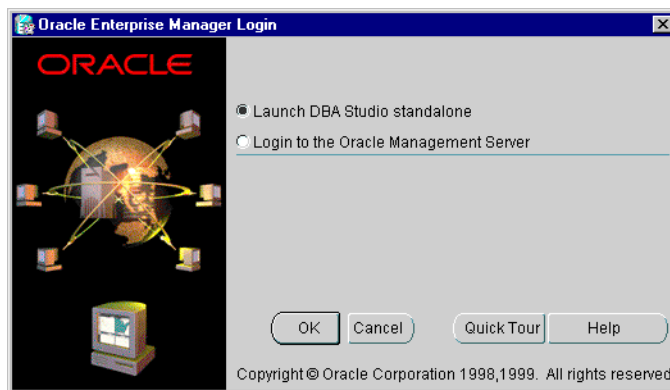 Oracle Enterprise Manager Login
ORACLE
Launch DBA Studio standalone
Login to the Oracle Management Server
OK Cancel Quick Tour Help
Copyright © Oracle Corporation 1998,1999. All rights reserved